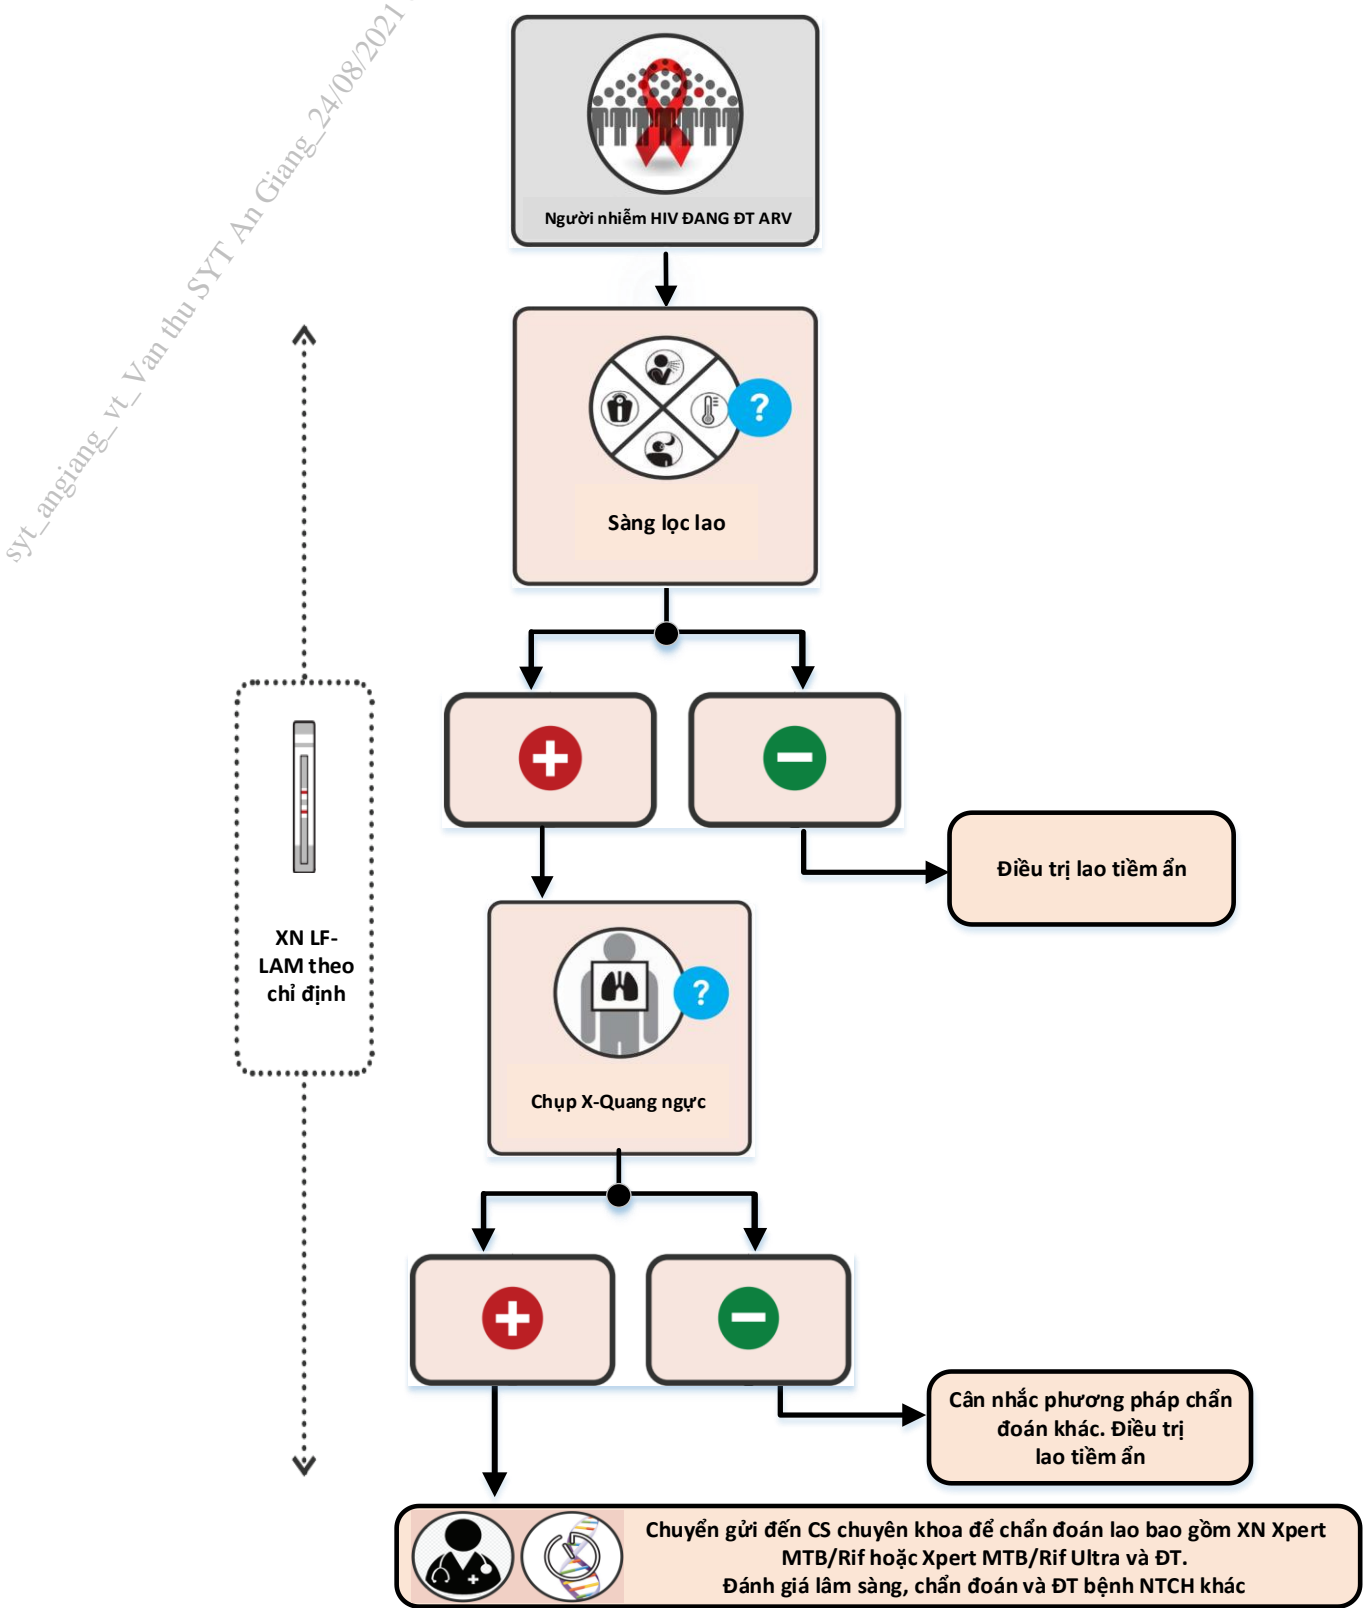 syt_angiang_vt_Van thu SYT An Giang_24/08/2021
Người nhiễm HIV ĐANG ĐT ARV
?
Sàng lọc lao
Điều trị lao tiềm ẩn
XN LF-
LAM theo
chỉ định
?
Chụp X-Quang ngực
Cân nhắc phương pháp chẩn
đoán khác. Điều trị
lao tiềm ẩn
Chuyển gửi đến CS chuyên khoa để chẩn đoán lao bao gồm XN Xpert
MTB/Rif hoặc Xpert MTB/Rif Ultra và ĐT.
Đánh giá lâm sàng, chẩn đoán và ĐT bệnh NTCH khác